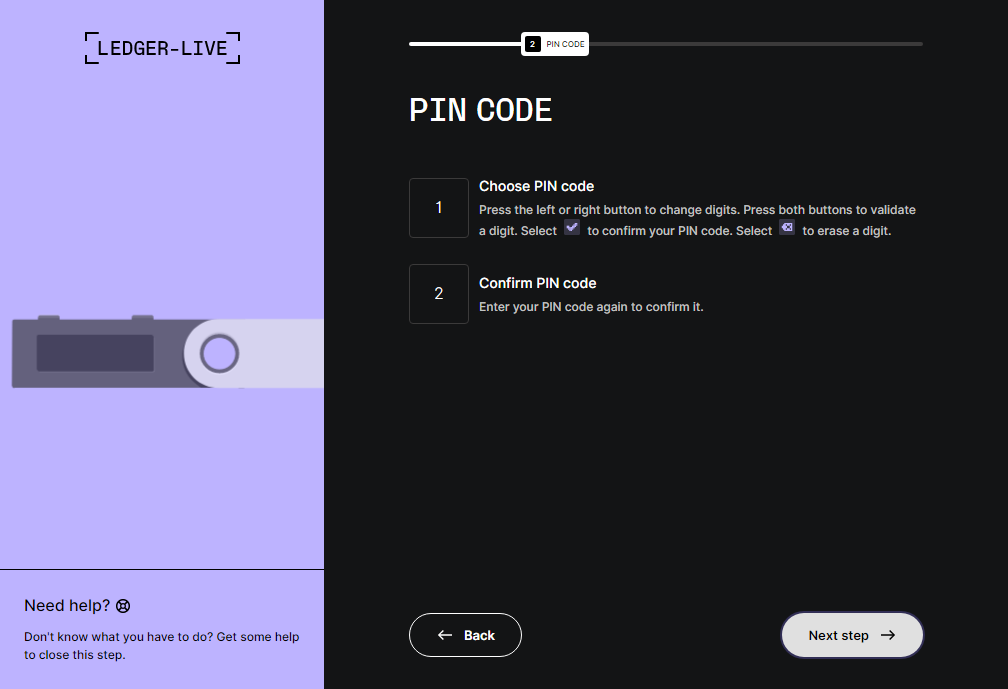 LEDGER-LIVE
2 PIN CODE
PIN CODE
1
Choose PIN code
Press the left or right button to change digits. Press both buttons to validate
a digit. Select to confirm your PIN code. Select to erase a digit.
2
Confirm PIN code
Enter your PIN code again to confirm it.
Need help?
Don't know what you have to do? Get some help
to close this step.
Back
Next step